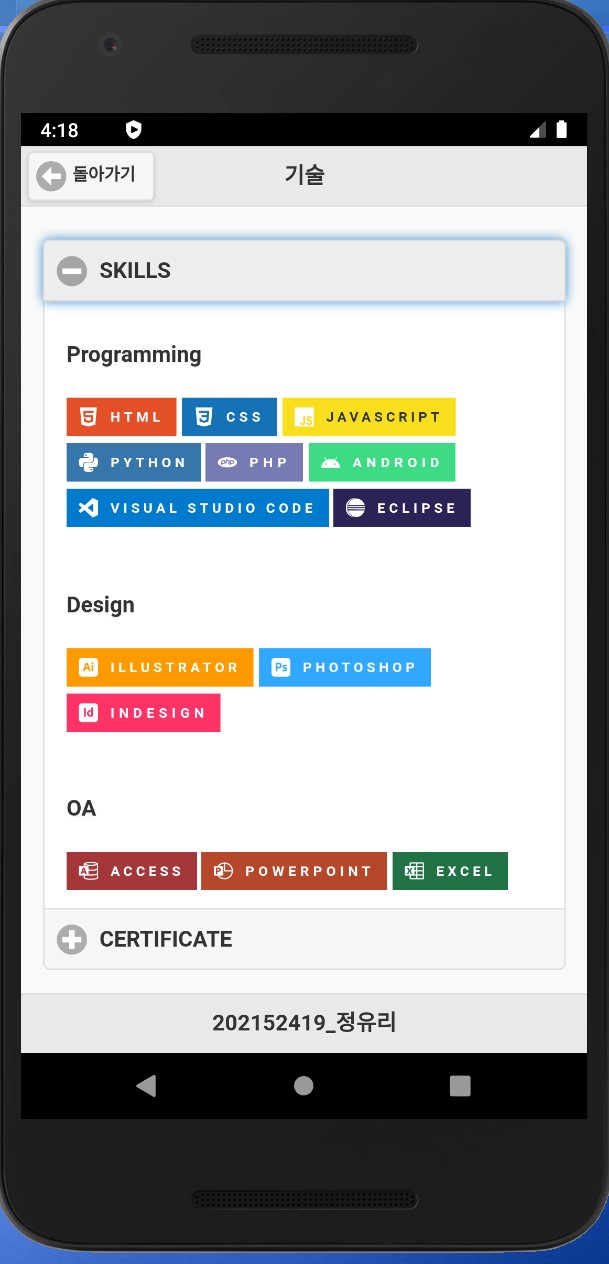 4:18
돌아가기
기술
SKILLS
Programming
HTML CSS JS JAVASCRIPT
PYTHON php PHP ANDROID
VISUAL STUDIO CODE ECLIPSE
Design
Ai ILLUSTRATOR Ps PHOTOSHOP
Id INDESIGN
OA
A ACCESS P POWERPOINT X EXCEL
CERTIFICATE
202152419_정유리